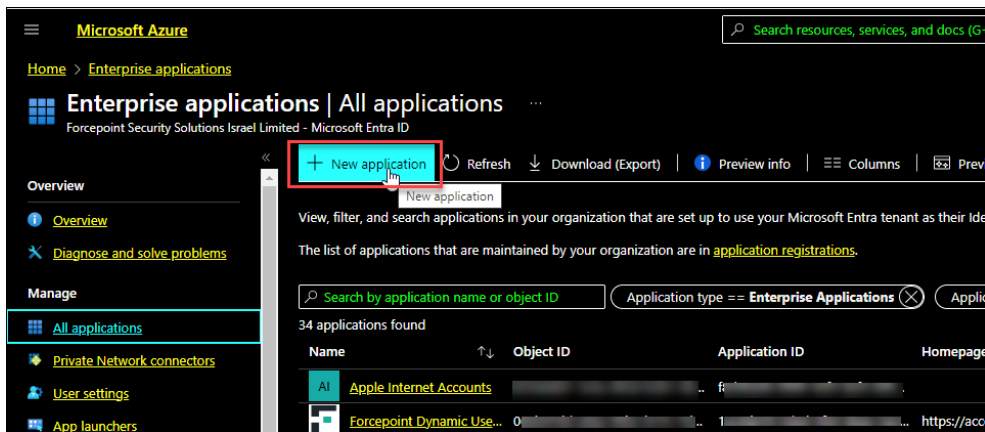 Microsoft Azure
Search resources, services, and docs (G-
Home > Enterprise applications
Enterprise applications | All applications ...
Forcepoint Security Solutions Israel Limited - Microsoft Entra ID
«
+ New application Refresh Download (Export) | Preview info | Columns | Prev
New application
Overview
Overview
Diagnose and solve problems
Manage
All applications
Private Network connectors
User settings
App launchers
View, filter, and search applications in your organization that are set up to use your Microsoft Entra tenant as their Ide
The list of applications that are maintained by your organization are in application registrations.
Search by application name or object ID
Application type == Enterprise Applications
Applic
34 applications found
Name Object ID Application ID Homepage
AI Apple Internet Accounts
Forcepoint Dynamic Use... 0 ... 1 ... https://acc